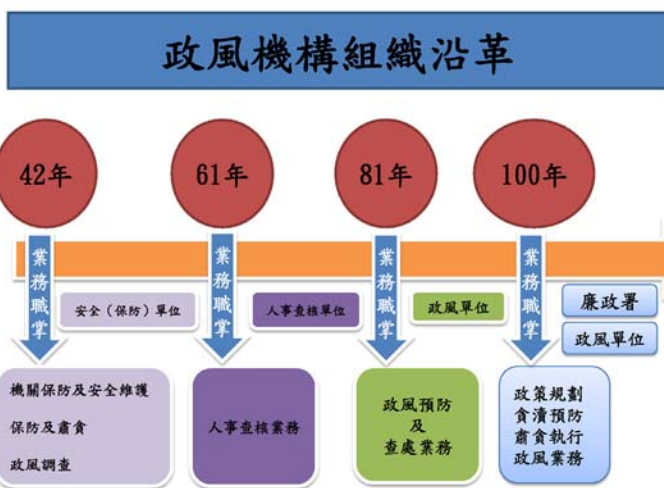 政風機構組織沿革
42年
61年
81年
100年
業務職掌
業務職掌
業務職掌
業務職掌
安全（保防）單位
人事查核單位
政風單位
廉政署
政風單位
機關保防及安全維護
保防及肅貪
政風調查
人事查核業務
政風預防
及
查處業務
政策規劃
貪瀆預防
肅貪執行
政風業務